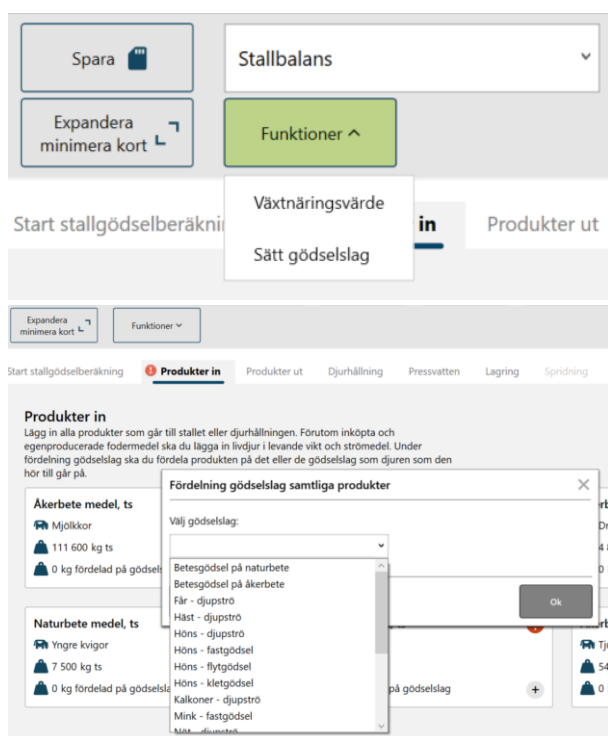 Spara
Stallbalans
Expandera
minimera kort
Funktioner
Växtnäringsvärde
Sätt gödselslag
Start stallgödselberäkni
in
Produkter ut
Expandera
minimera kort
Funktioner
Start stallgödselberäkning
Produkter in
Produkter ut
Djurhållning
Pressvatten
Lagring
Spridning
Produkter in
Lägg in alla produkter som går till stallet eller djurhållningen. Förutom inköpta och
egenproducerade fodermedel ska du lägga in livdjur i levande vikt och strömedel. Under
fördelning gödselslag ska du fördela produkten på det eller de gödselslag som djuren som den
hör till går på.
Fördelning gödselslag samtliga produkter
Välj gödselslag:
Betesgödsel på naturbete
Betesgödsel på åkerbete
Får - djupströ
Häst - djupströ
Höns - djupströ
Höns - fastgödsel
Höns - flytgödsel
Höns - kletgödsel
Kalkoner - djupströ
Mink - fastgödsel
Nöt - djupströ
Ok
Åkerbete medel, ts
Mjölkkor
111 600 kg ts
0 kg fördelad på gödsels
Naturbete medel, ts
Yngre kvigor
7 500 kg ts
0 kg fördelad på gödselsla
på gödselslag
+
Tj
54
0